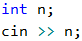 int n;
cin >> n;